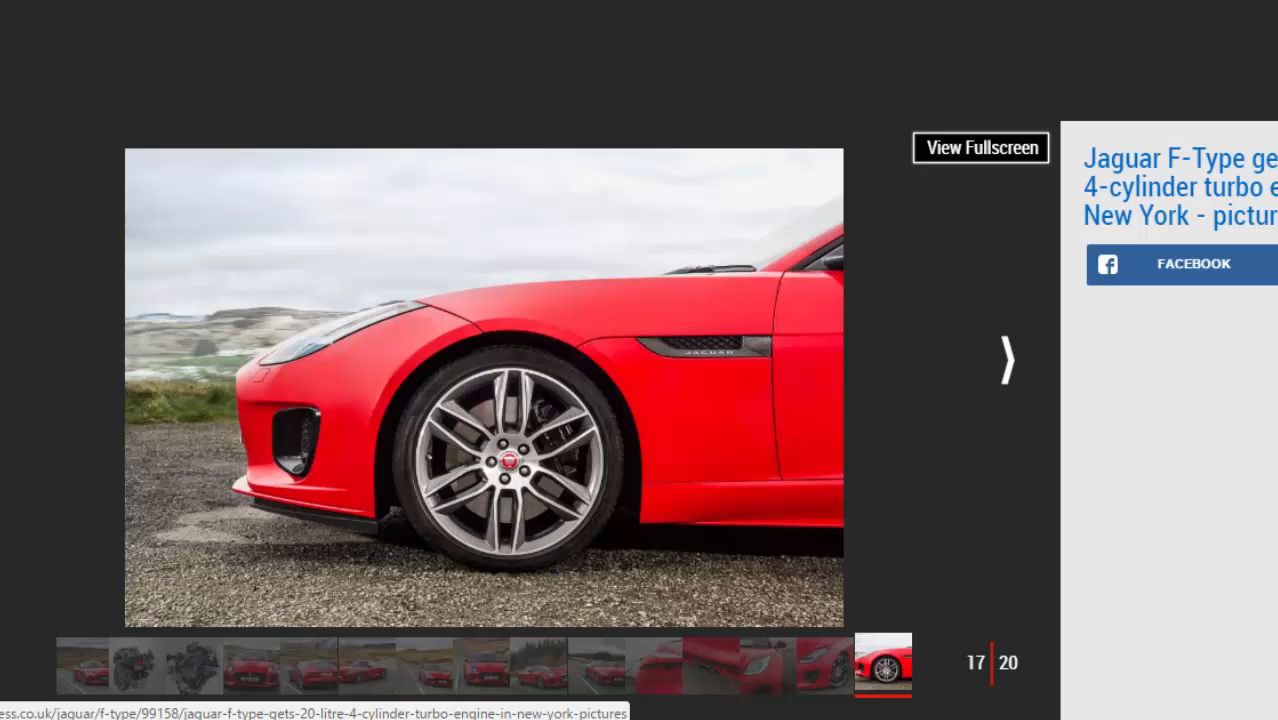 View Fullscreen
Jaguar F-Type ge
4-cylinder turbo e
New York - pictur
FACEBOOK
JAGUAR
17 20
ess.co.uk/jaguar/f-type/99158/jaguar-f-type-gets-20-litre-4-cylinder-turbo-engine-in-new-york-pictures